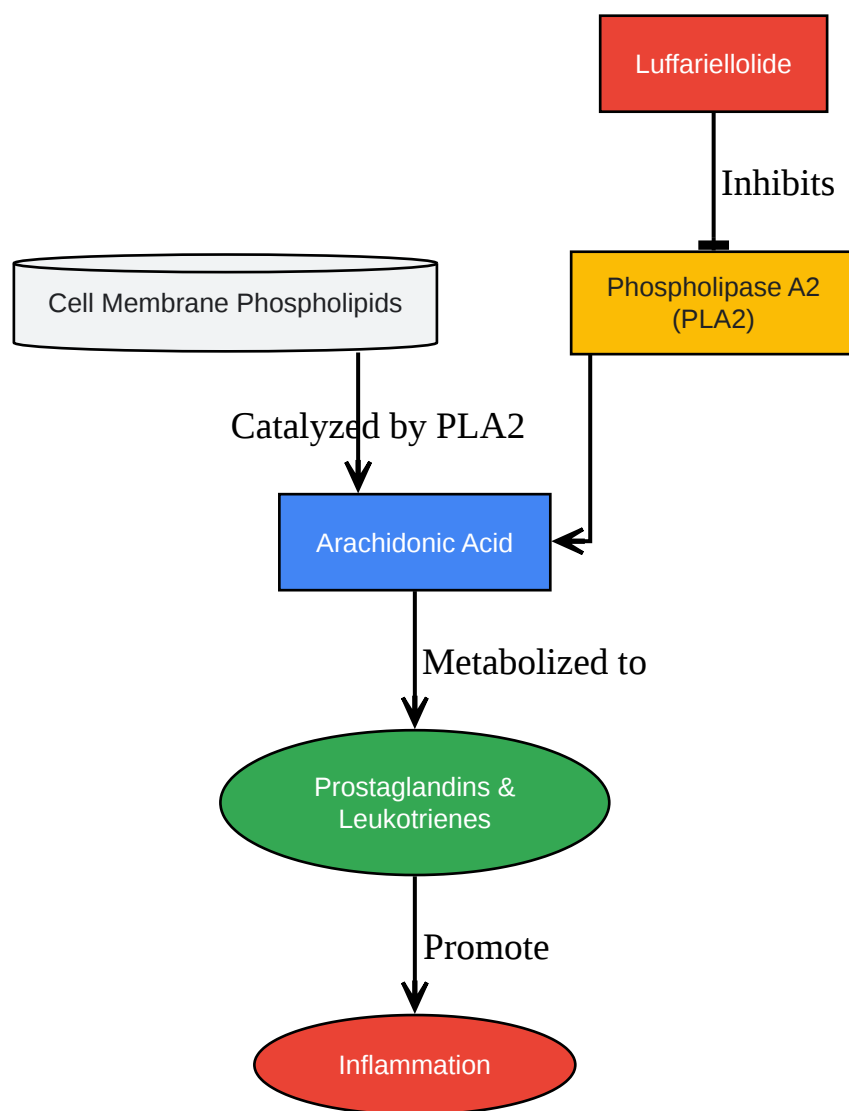 Luffariellolide
Inhibits
Cell Membrane Phospholipids
Phospholipase A2
(PLA2)
Catalyzed by PLA2
Arachidonic Acid
Metabolized to
Prostaglandins &
Leukotrienes
Promote
Inflammation